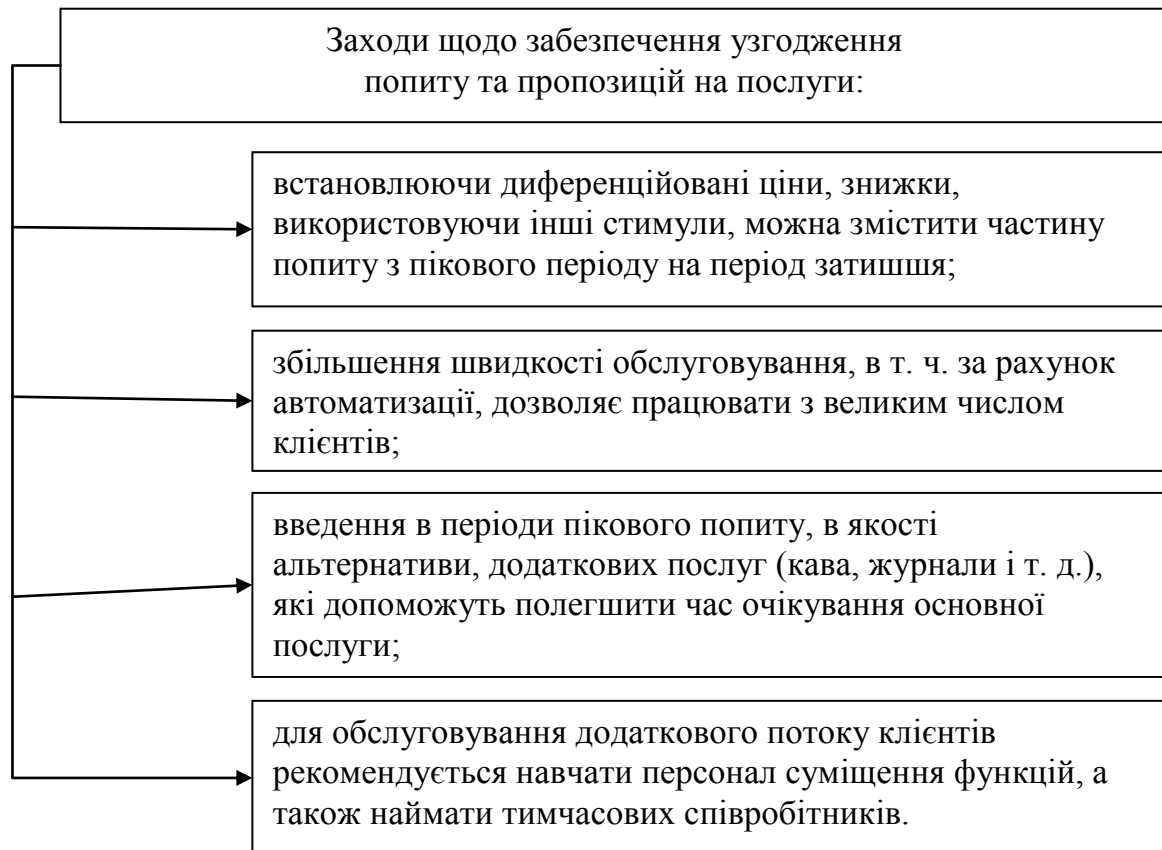 Заходи щодо забезпечення узгодження
попиту та пропозицій на послуги:
встановлюючи диференційовані ціни, знижки,
використовуючи інші стимули, можна змістити частину
попиту з пікового періоду на період затишшя;
збільшення швидкості обслуговування, в т. ч. за рахунок
автоматизації, дозволяє працювати з великим числом
клієнтів;
введення в періоди пікового попиту, в якості
альтернативи, додаткових послуг (кава, журнали і т. д.),
які допоможуть полегшити час очікування основної
послуги;
для обслуговування додаткового потоку клієнтів
рекомендується навчати персонал суміщення функцій, а
також наймати тимчасових співробітників.